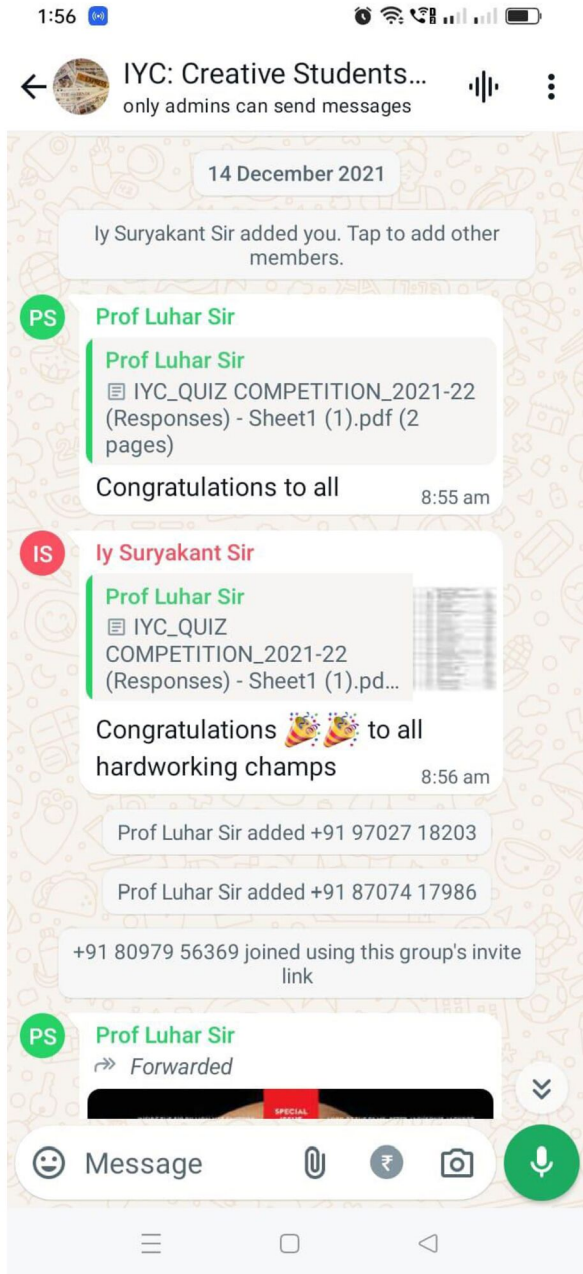 1:56
IYC: Creative Students...
only admins can send messages
14 December 2021
Iy Suryakant Sir added you. Tap to add other
members.
PS
Prof Luhar Sir
Prof Luhar Sir
IYC_QUIZ COMPETITION_2021-22
(Responses) - Sheet1 (1).pdf (2
pages)
Congratulations to all
8:55 am
IS
Iy Suryakant Sir
Prof Luhar Sir
IYC_QUIZ
COMPETITION_2021-22
(Responses) - Sheet1 (1).pd...
Congratulations 🎉🎉 to all
hardworking champs
8:56 am
Prof Luhar Sir added +91 97027 18203
Prof Luhar Sir added +91 87074 17986
+91 80979 56369 joined using this group's invite
link
PS
Prof Luhar Sir
Forwarded
SPECIAL
Message
₹